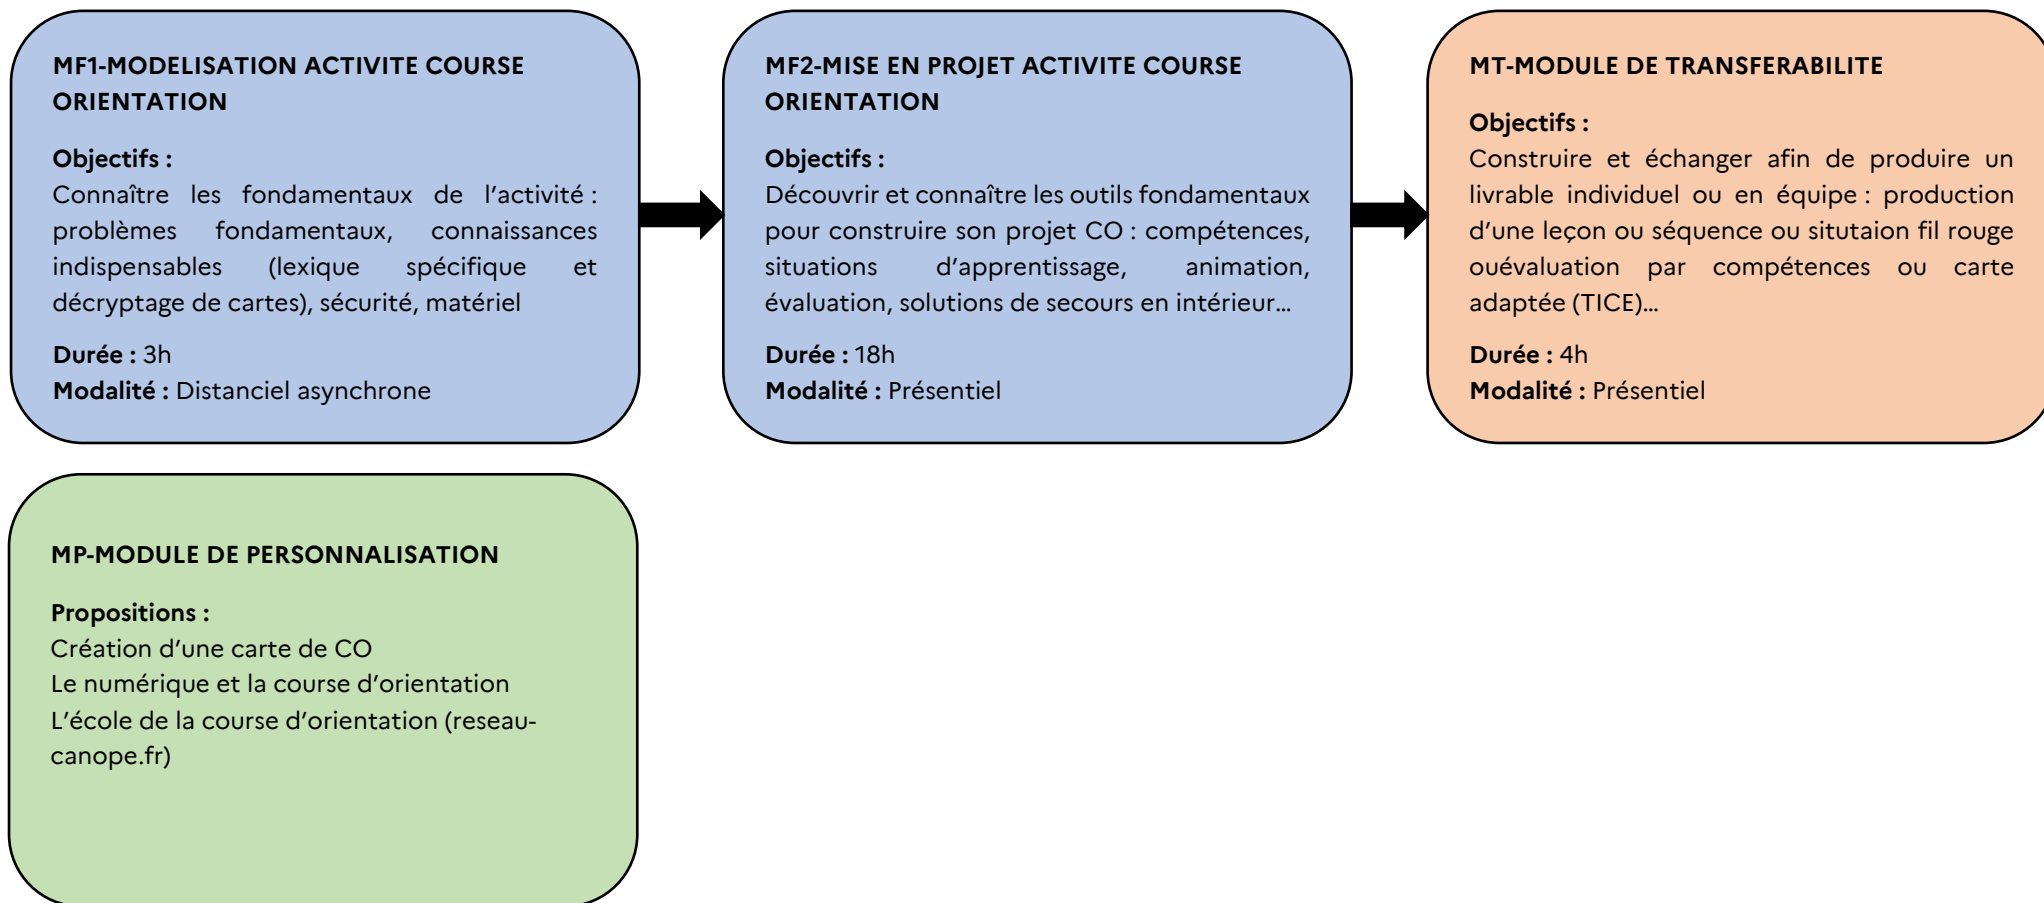 MF1-MODELISATION ACTIVITE COURSE
ORIENTATION
Objectifs :
Connaître les fondamentaux de l’activité :
problèmes fondamentaux, connaissances
indispensables (lexique spécifique et
décryptage de cartes), sécurité, matériel
Durée : 3h
Modalité : Distanciel asynchrone
MF2-MISE EN PROJET ACTIVITE COURSE
ORIENTATION
Objectifs :
Découvrir et connaître les outils fondamentaux
pour construire son projet CO : compétences,
situations d’apprentissage, animation,
évaluation, solutions de secours en intérieur…
Durée : 18h
Modalité : Présentiel
MT-MODULE DE TRANSFERABILITE
Objectifs :
Construire et échanger afin de produire un
livrable individuel ou en équipe : production
d’une leçon ou séquence ou situtaion fil rouge
ouévaluation par compétences ou carte
adaptée (TICE)…
Durée : 4h
Modalité : Présentiel
MP-MODULE DE PERSONNALISATION
Propositions :
Création d’une carte de CO
Le numérique et la course d’orientation
L’école de la course d’orientation (reseau-
canope.fr)